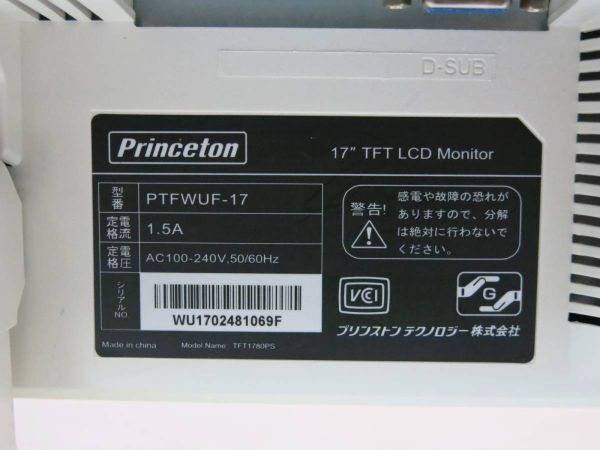 D-SUB
Princeton
17" TFT LCD Monitor
型番 PTFWUF-17
定格電流 1.5A
定格電圧 AC100-240V,50/60Hz
シリアルNO. WU1702481069F
警告!
感電や故障の恐れが
ありますので、分解
は絶対に行わないで
ください。
VCCI
G
プリンストン テクノロジー株式会社
Made in china Model Name : TFT1780PS